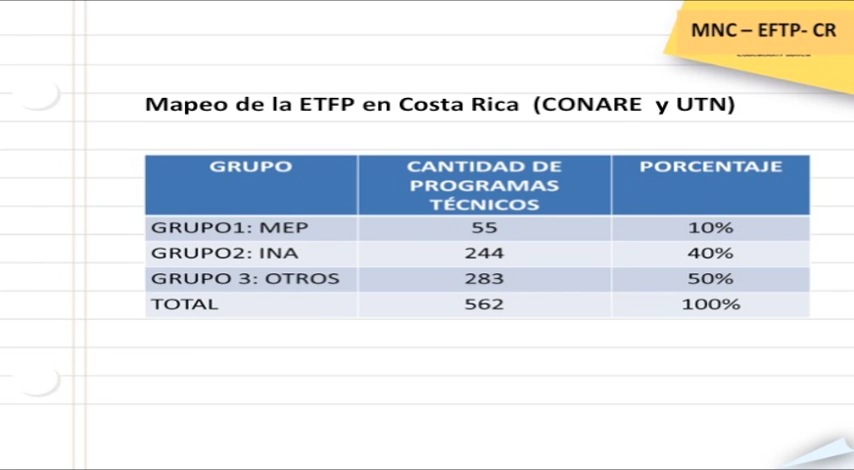 MNC – EFTP- CR
Mapeo de la ETFP en Costa Rica (CONARE y UTN)
GRUPO CANTIDAD DE PROGRAMAS TÉCNICOS PORCENTAJE
GRUPO1: MEP 55 10%
GRUPO2: INA 244 40%
GRUPO 3: OTROS 283 50%
TOTAL 562 100%